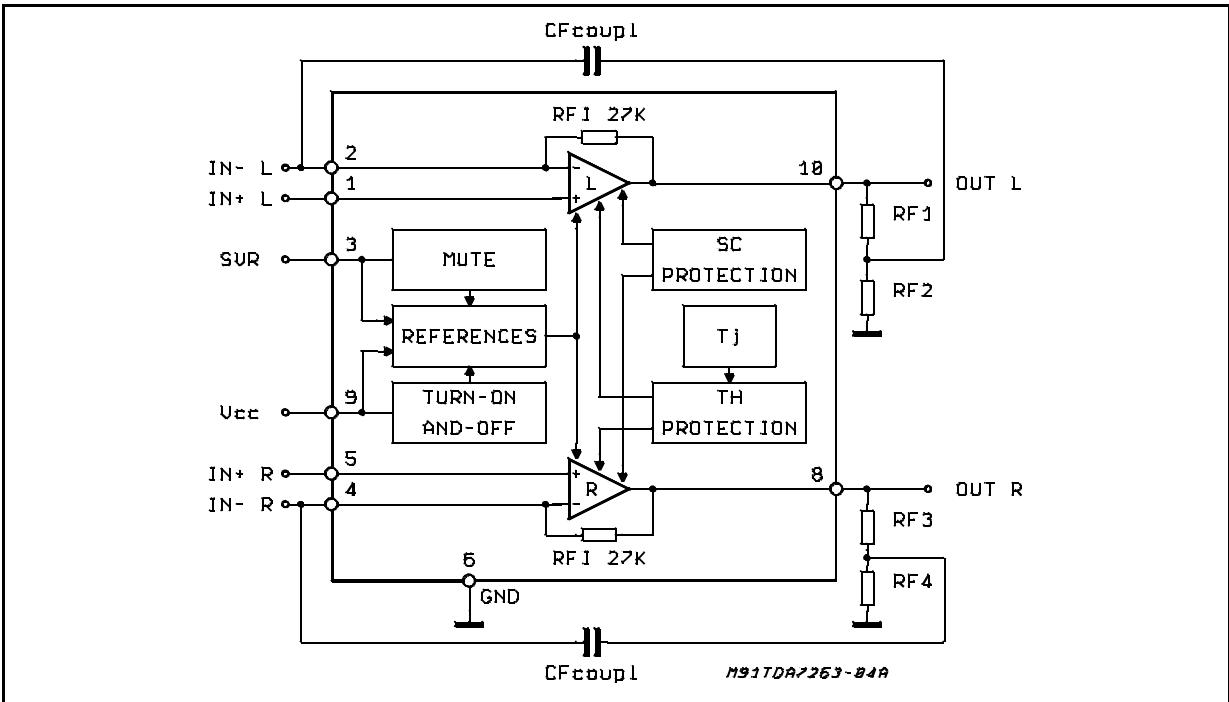 CFcoupl
RFI 27K
IN- L
2
-
L
10
OUT L
IN+ L
1
+
RF1
SVR
3
MUTE
SC
PROTECTION
RF2
REFERENCES
Tj
Vcc
9
TURN-ON
AND-OFF
TH
PROTECTION
IN+ R
5
+
R
8
OUT R
IN- R
4
-
RF3
RFI 27K
6
GND
RF4
CFcoupl
M91TDA7263-04A